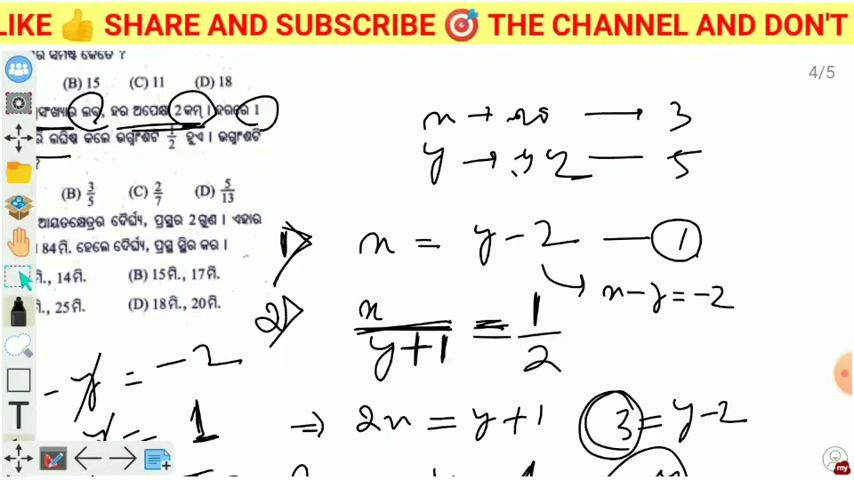 LIKE 👍 SHARE AND SUBSCRIBE 🎯 THE CHANNEL AND DON'T
4/5
ସମଷ୍ଟି କେତେ ?
(B) 15 (C) 11 (D) 18
ସଂଖ୍ୟାର ଲବ, ହର ଅପେକ୍ଷା 2 କମ୍ । ହରରେ 1
କଲେ ଭଗ୍ନାଂଶଟି 1/2 ହୁଏ । ଭଗ୍ନାଂଶଟି
?
(B) 3/5 (C) 2/7 (D) 5/13
ଆୟତକ୍ଷେତ୍ରର ଦୈର୍ଘ୍ୟ, ପ୍ରସ୍ଥର 2 ଗୁଣ । ଏହାର
84 ମି. ହେଲେ ଦୈର୍ଘ୍ୟ, ପ୍ରସ୍ଥ ସ୍ଥିର କର ।
ମି., 14 ମି. (B) 15 ମି., 17 ମି.
ମି., 25 ମି. (D) 18 ମି., 20 ମି.
3
y → 5
1) x = y - 2 — 1
x - y = -2
2) x/(y+1) = 1/2
- y = -2
= 1
⇒ 2x = y + 1 3 = y - 2
T
my